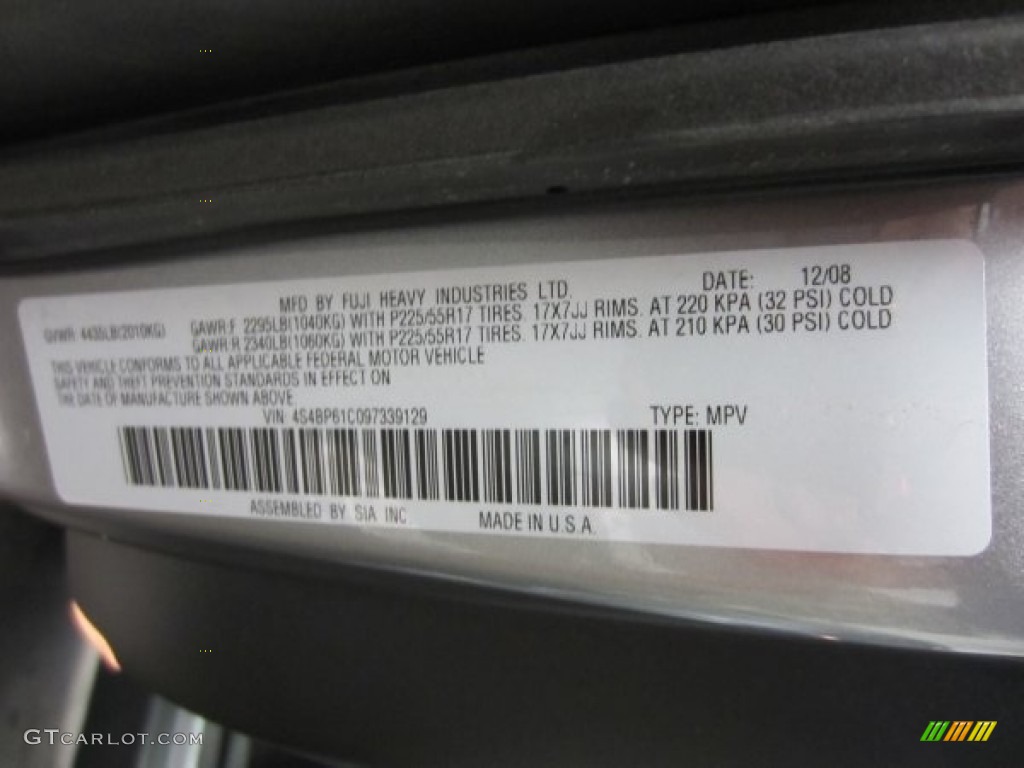 MFD BY FUJI HEAVY INDUSTRIES LTD. DATE: 12/08
GVWR: 4435LB(2010KG) GAWR:F 2295LB(1040KG) WITH P225/55R17 TIRES. 17X7JJ RIMS. AT 220 KPA (32 PSI) COLD
GAWR:R 2340LB(1060KG) WITH P225/55R17 TIRES. 17X7JJ RIMS. AT 210 KPA (30 PSI) COLD
THIS VEHICLE CONFORMS TO ALL APPLICABLE FEDERAL MOTOR VEHICLE
SAFETY AND THEFT PREVENTION STANDARDS IN EFFECT ON
THE DATE OF MANUFACTURE SHOWN ABOVE.
VIN 4S4BP61C097339129 TYPE: MPV
ASSEMBLED BY SIA INC. MADE IN U.S.A.
GTCARLOT.COM